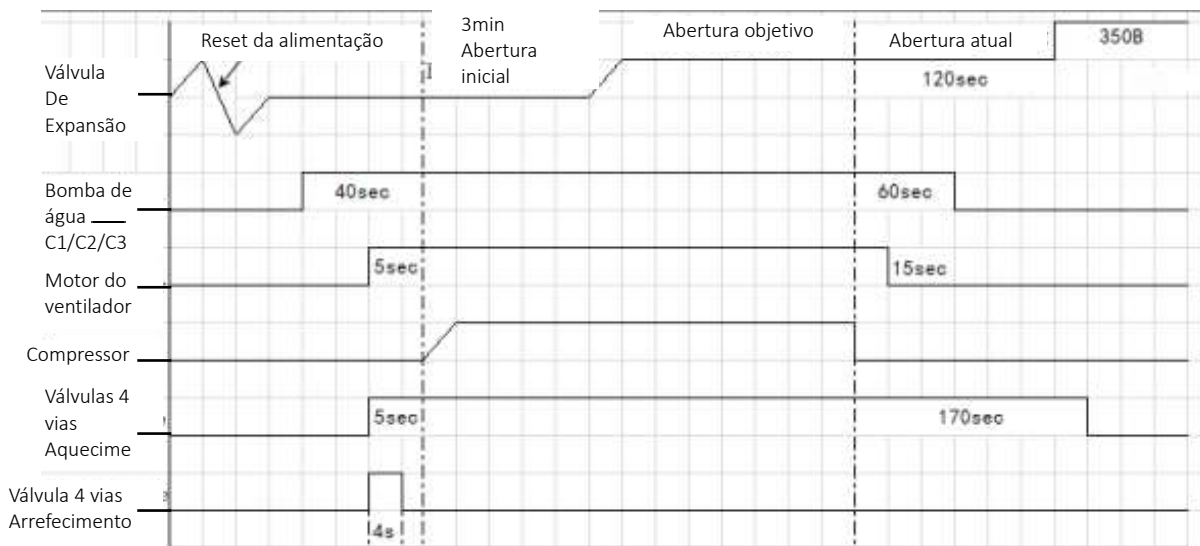 Reset da alimentação
3min
Abertura
inicial
Abertura objetivo
Abertura atual
350B
Válvula
De
Expansão
120sec
Bomba de
água
C1/C2/C3
40sec
60sec
Motor do
ventilador
5sec
15sec
Compressor
Válvulas 4
vias
Aquecime
5sec
170sec
Válvula 4 vias
Arrefecimento
4s